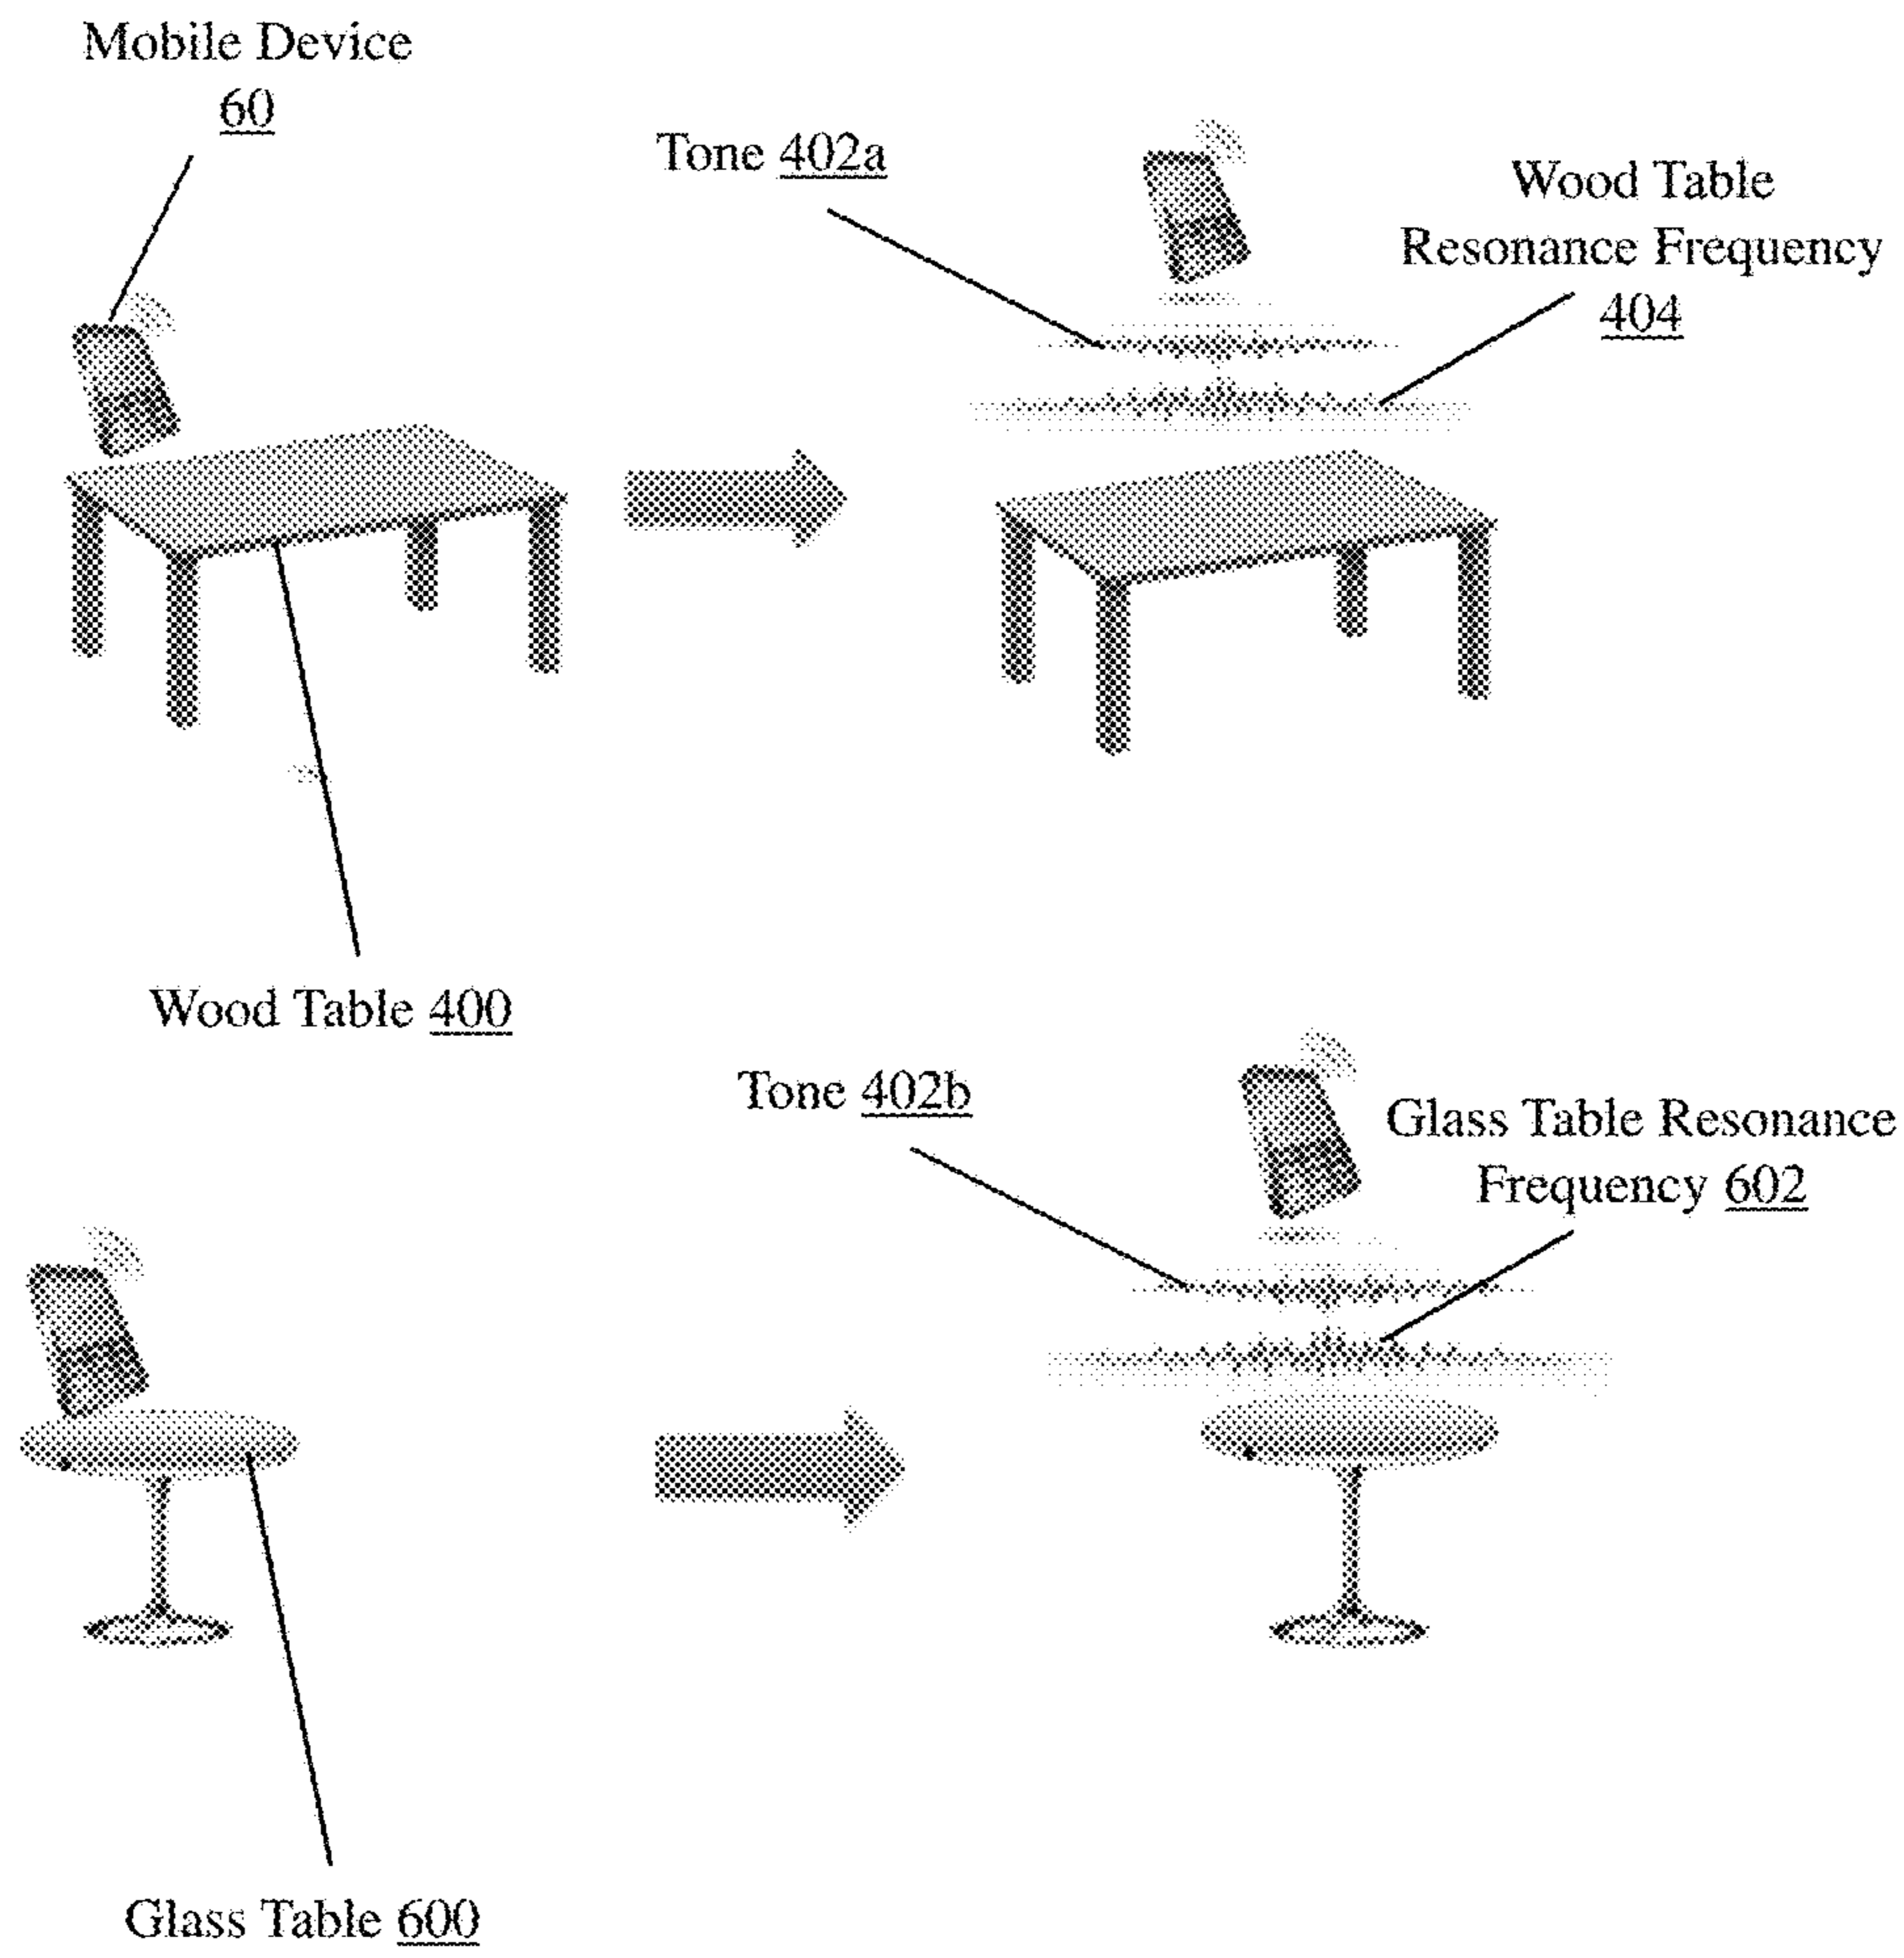 Mobile Device
60
Tone 402a
Wood Table
Resonance Frequency
404
Wood Table 400
Tone 402b
Glass Table Resonance
Frequency 602
Glass Table 600